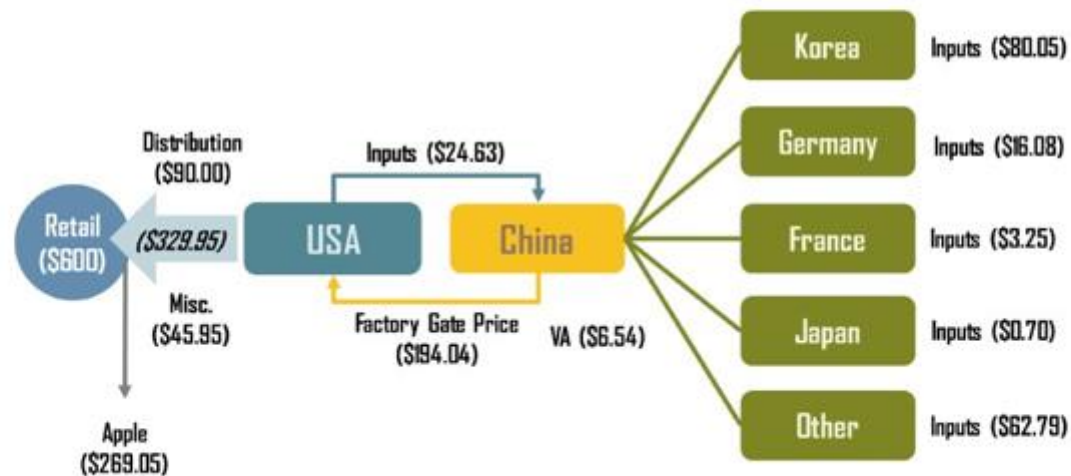 Korea
Inputs ($80.05)
Distribution
($90.00)
Inputs ($24.63)
Germany
Inputs ($16.08)
Retail
($600)
($329.95)
USA
China
France
Inputs ($3.25)
Misc.
($45.95)
Factory Gate Price
($194.04)
VA ($6.54)
Japan
Inputs ($0.70)
Apple
($269.05)
Other
Inputs ($62.79)